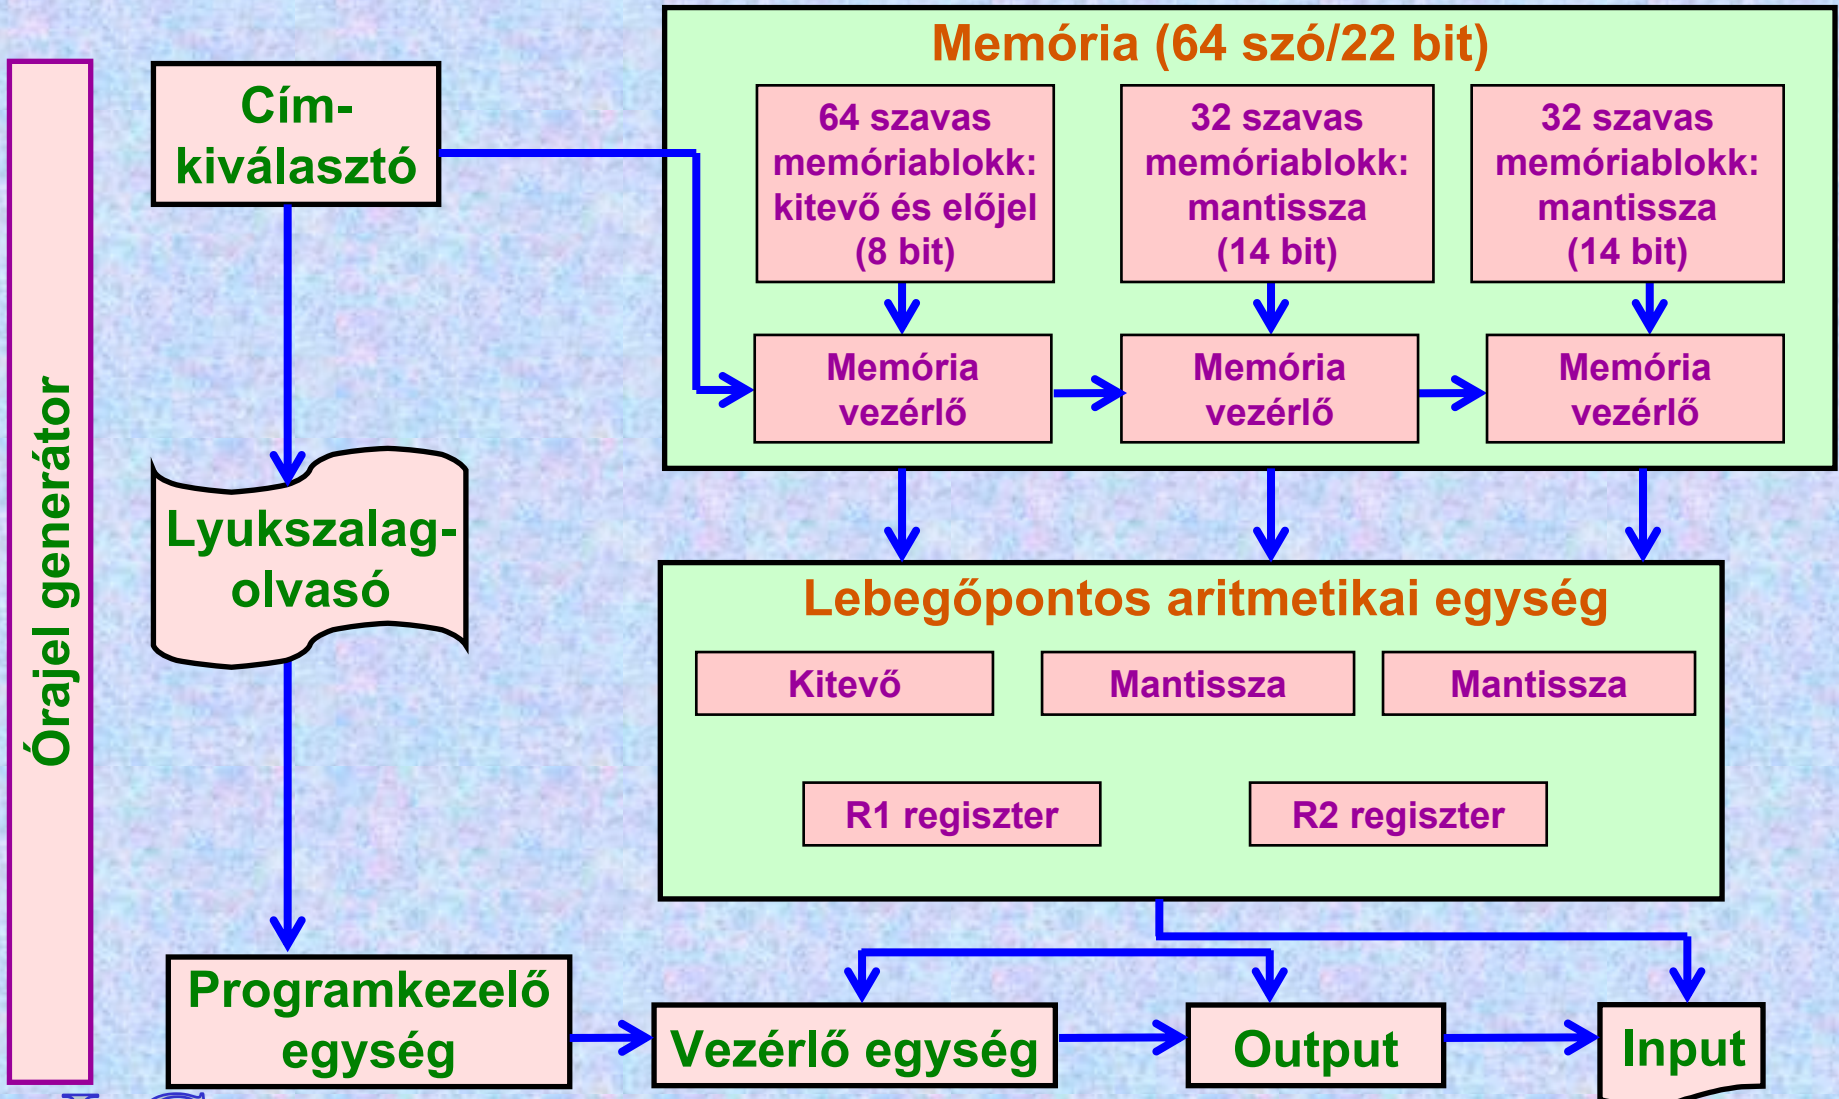 Órajel generátor
Cím-
kiválasztó
Lyukszalag-
olvasó
Programkezelő
egység
Memória (64 szó/22 bit)
64 szavas
memóriablokk:
kitevő és előjel
(8 bit)
32 szavas
memóriablokk:
mantissza
(14 bit)
32 szavas
memóriablokk:
mantissza
(14 bit)
Memória
vezérlő
Memória
vezérlő
Memória
vezérlő
Lebegőpontos aritmetikai egység
Kitevő
Mantissza
Mantissza
R1 regiszter
R2 regiszter
Vezérlő egység
Output
Input